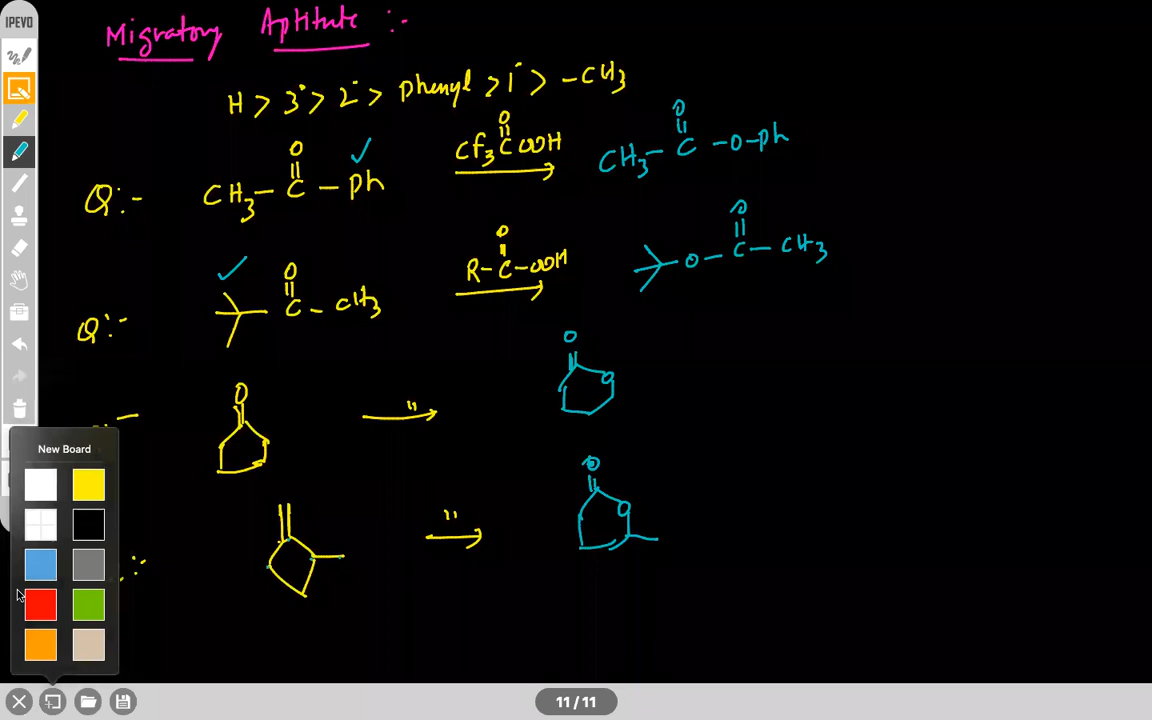 IPEVO
Migratory Aptitute :-
H > 3° > 2° > phenyl > 1° > -CH3
Q:- CH3- C - ph CF3 C OOH CH3- C -O-ph
O O O
Q:- C - CH3 R-C-OOH O - C - CH3
O O O
O " O O
" O O
New Board
11/11